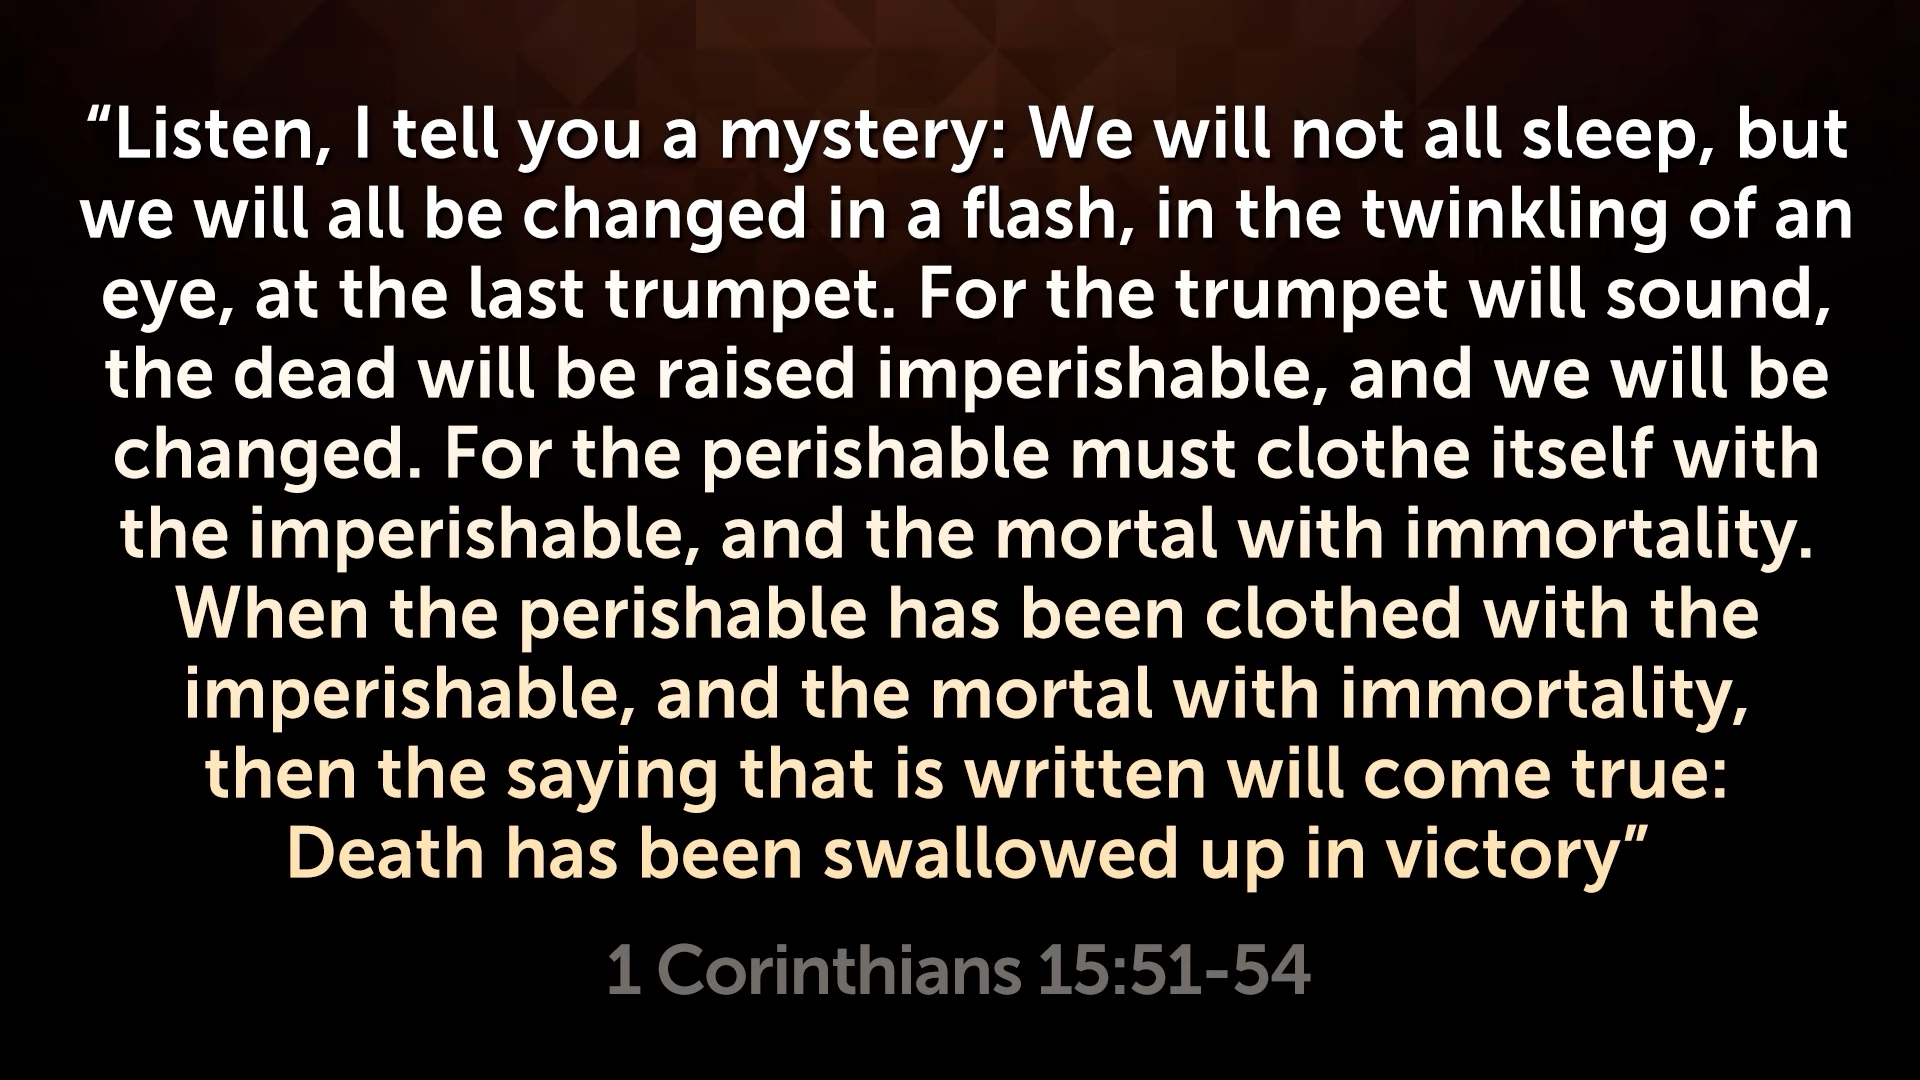 “Listen, I tell you a mystery: We will not all sleep, but
we will all be changed in a flash, in the twinkling of an
eye, at the last trumpet. For the trumpet will sound,
the dead will be raised imperishable, and we will be
changed. For the perishable must clothe itself with
the imperishable, and the mortal with immortality.
When the perishable has been clothed with the
imperishable, and the mortal with immortality,
then the saying that is written will come true:
Death has been swallowed up in victory”
1 Corinthians 15:51-54